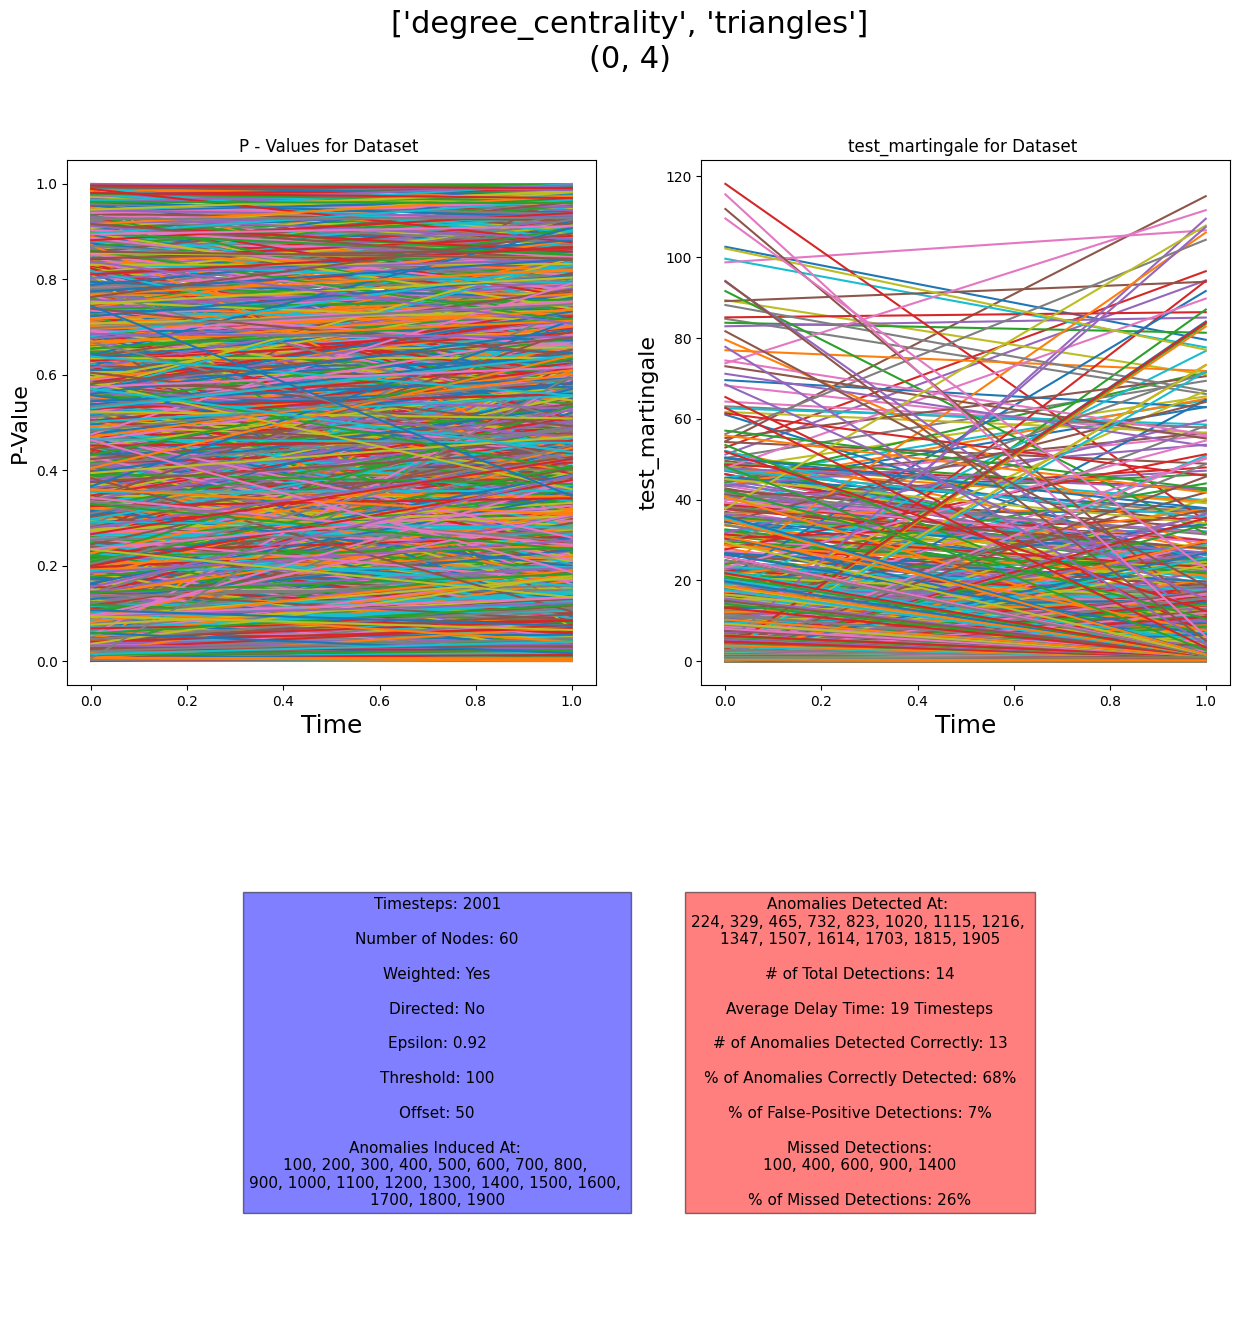 ['degree_centrality', 'triangles']
(0, 4)
P - Values for Dataset
P-Value
1.0
0.8
0.6
0.4
0.2
0.0
0.0 0.2 0.4 0.6 0.8 1.0
Time
test_martingale for Dataset
test_martingale
120
100
80
60
40
20
0
0.0 0.2 0.4 0.6 0.8 1.0
Time
Timesteps: 2001
Number of Nodes: 60
Weighted: Yes
Directed: No
Epsilon: 0.92
Threshold: 100
Offset: 50
Anomalies Induced At:
100, 200, 300, 400, 500, 600, 700, 800,
900, 1000, 1100, 1200, 1300, 1400, 1500, 1600,
1700, 1800, 1900
Anomalies Detected At:
224, 329, 465, 732, 823, 1020, 1115, 1216,
1347, 1507, 1614, 1703, 1815, 1905
# of Total Detections: 14
Average Delay Time: 19 Timesteps
# of Anomalies Detected Correctly: 13
% of Anomalies Correctly Detected: 68%
% of False-Positive Detections: 7%
Missed Detections:
100, 400, 600, 900, 1400
% of Missed Detections: 26%